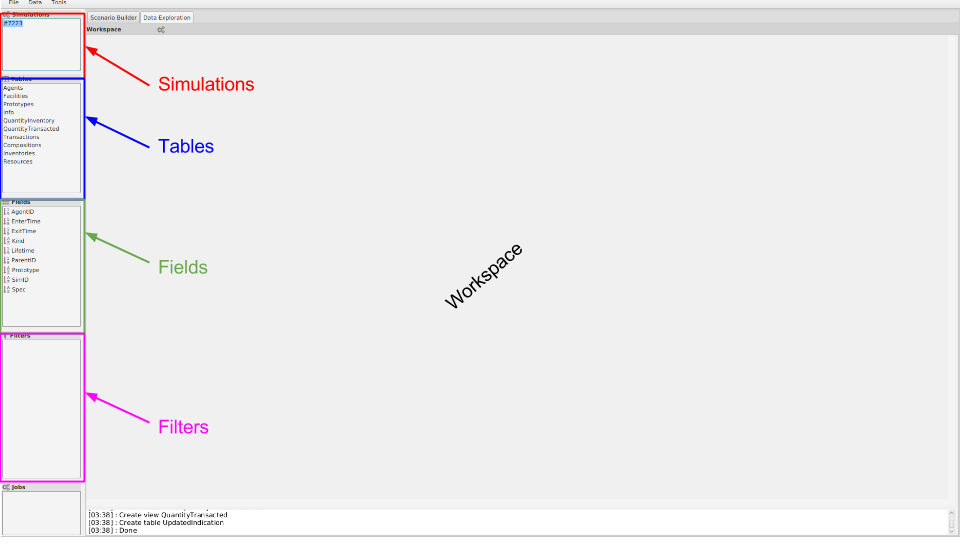 File Data Tools
Simulations
#7223
Scenario Builder Data Exploration
Workspace
Simulations
Tables
Agents
Facilities
Prototypes
Info
QuantityInventory
QuantityTransacted
Transactions
Compositions
Inventories
Resources
Tables
Fields
AgentID
EnterTime
ExitTime
Kind
Lifetime
ParentID
Prototype
SimID
Spec
Fields
Workspace
Filters
Filters
Jobs
[03:38] : Create view QuantityTransacted
[03:38] : Create table UpdatedIndication
[03:38] : Done